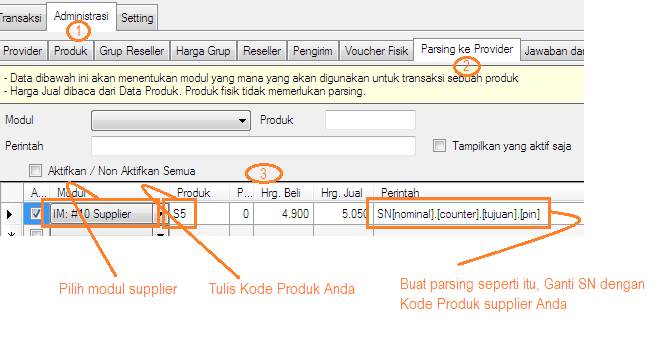 Transaksi Administrasi Setting
1
Provider Produk Grup Reseller Harga Grup Reseller Pengirim Voucher Fisik Parsing ke Provider Jawaban dar
2
- Data dibawah ini akan menentukan modul yang mana yang akan digunakan untuk transaksi sebuah produk
- Harga Jual dibaca dari Data Produk. Produk fisik tidak memerlukan parsing.
Modul Produk
Perintah Tampilkan yang aktif saja
Aktifkan / Non Aktifkan Semua 3
A... Modul Produk P... Hrg. Beli Hrg. Jual Perintah
IM: #10 Supplier S5 0 4.900 5.050 SN[nominal].[counter].[tujuan].[pin]
Pilih modul supplier Tulis Kode Produk Anda Buat parsing seperti itu, Ganti SN dengan
Kode Produk supplier Anda